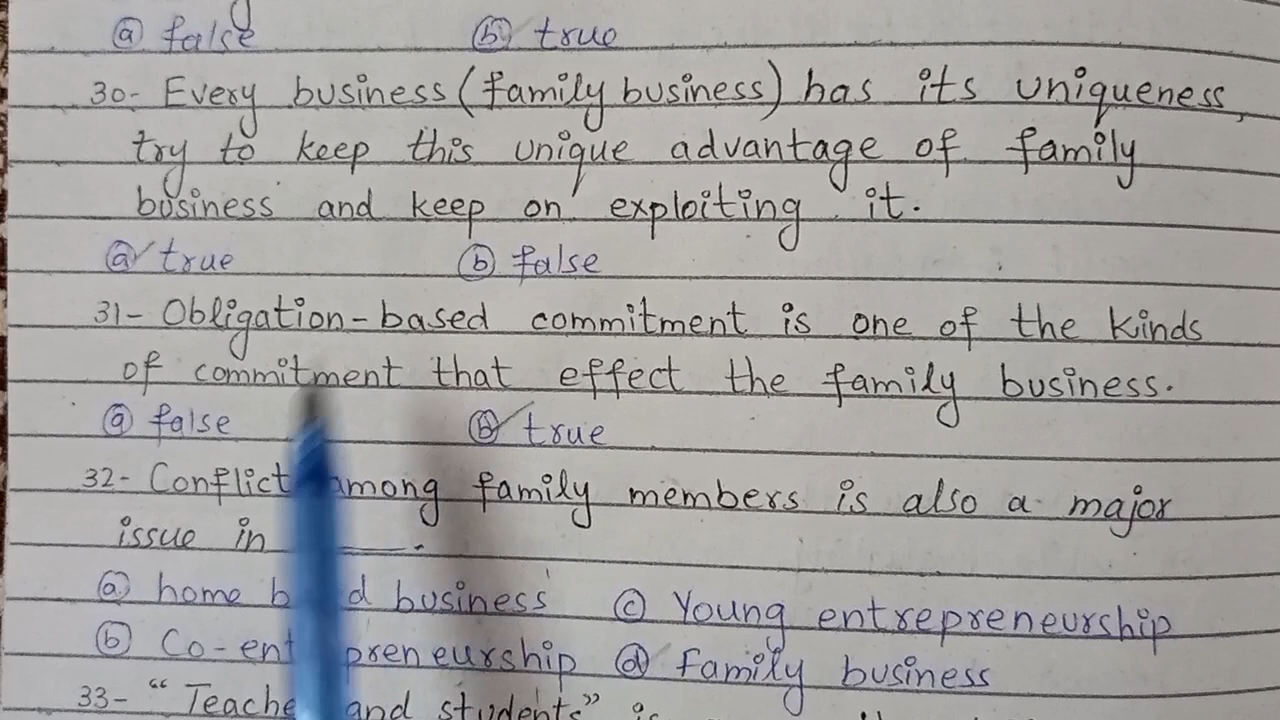 ⓐ false ⓑ true
30- Every business (family business) has its uniqueness,
try to keep this unique advantage of family
business and keep on exploiting it.
ⓐ✓ true ⓑ false
31- Obligation-based commitment is one of the kinds
of commitment that effect the family business.
ⓐ false ⓑ✓ true
32- Conflict among family members is also a major
issue in ____.
ⓐ home b d business ⓒ Young entrepreneurship
ⓑ Co-ent preneurship ⓓ✓ family business
33- "Teache and students" is